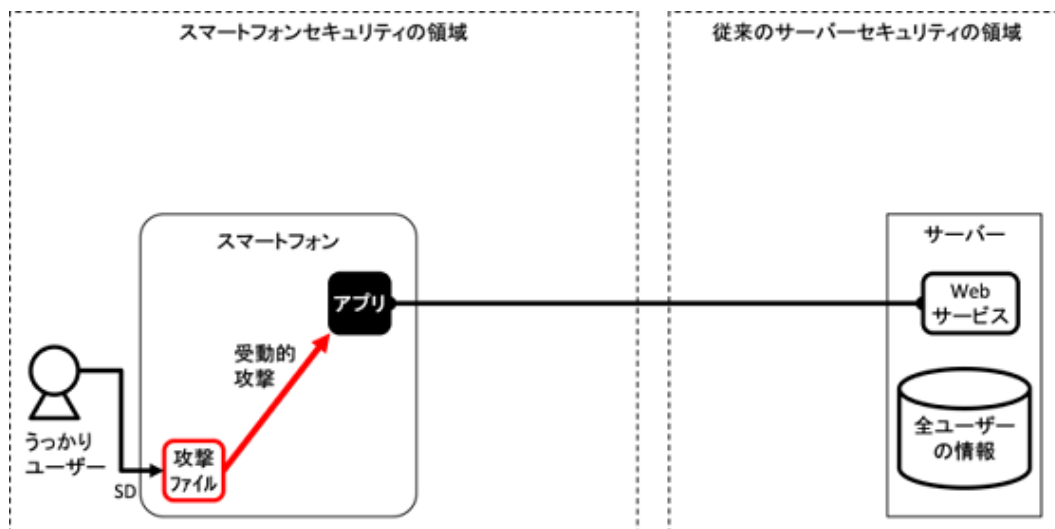 スマートフォンセキュリティの領域
従来のサーバーセキュリティの領域
スマートフォン
サーバー
アプリ
Web
サービス
受動的
攻撃
うっかり
ユーザー
SD
攻撃
ファイル
全ユーザー
の情報